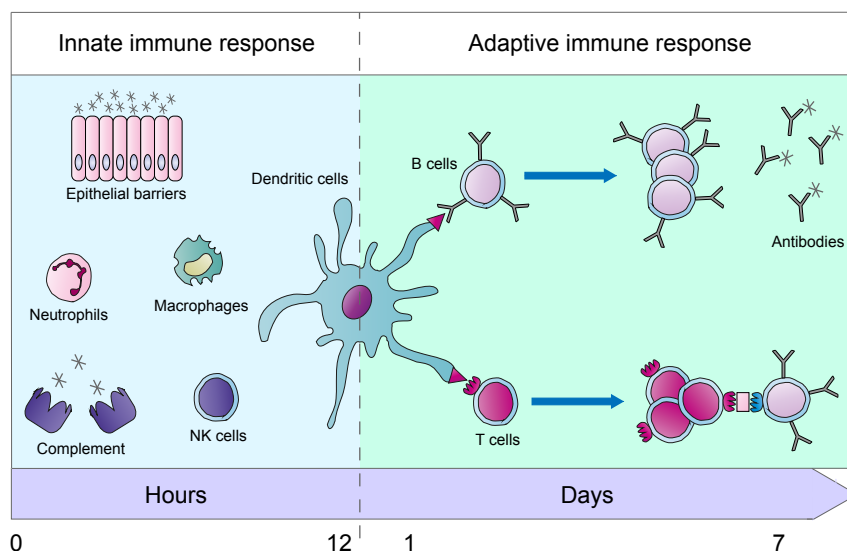 Innate immune response
Adaptive immune response
Epithelial barriers
Dendritic cells
B cells
Antibodies
Neutrophils
Macrophages
Complement
NK cells
T cells
Hours
Days
0
12
1
7